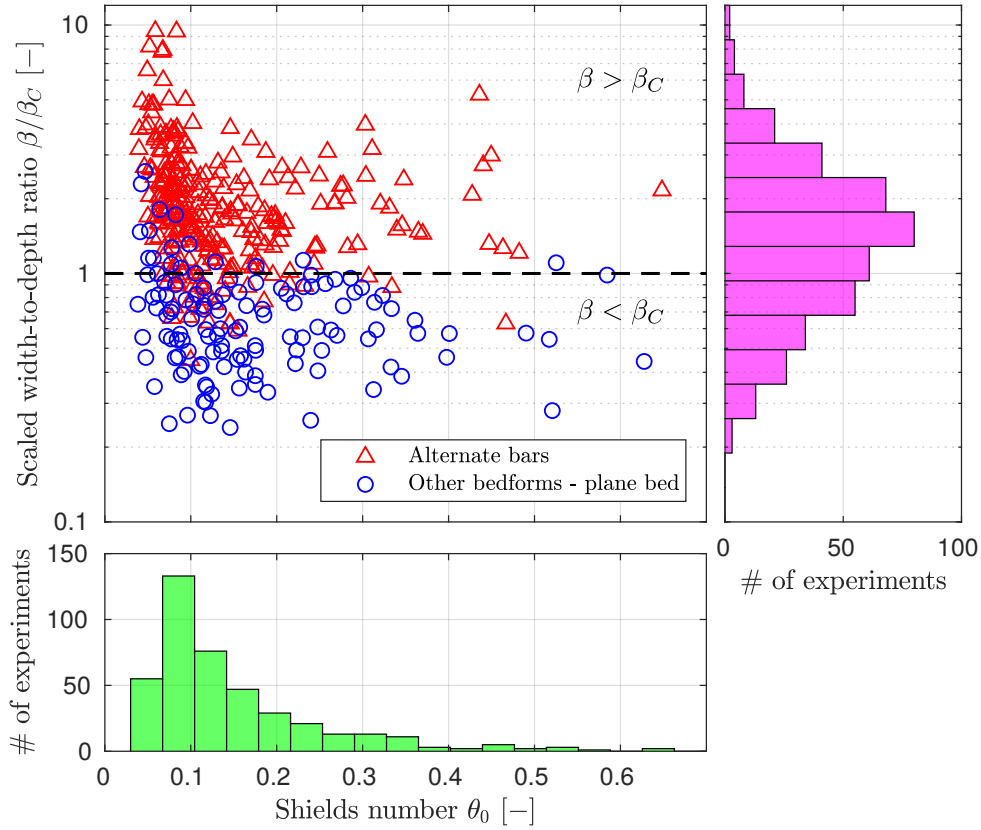 Scaled width-to-depth ratio β/β_C [−]
10
1
0.1
β > β_C
β < β_C
Alternate bars
Other bedforms - plane bed
0
50
100
# of experiments
# of experiments
150
100
50
0
0
0.1
0.2
0.3
0.4
0.5
0.6
Shields number θ_0 [−]